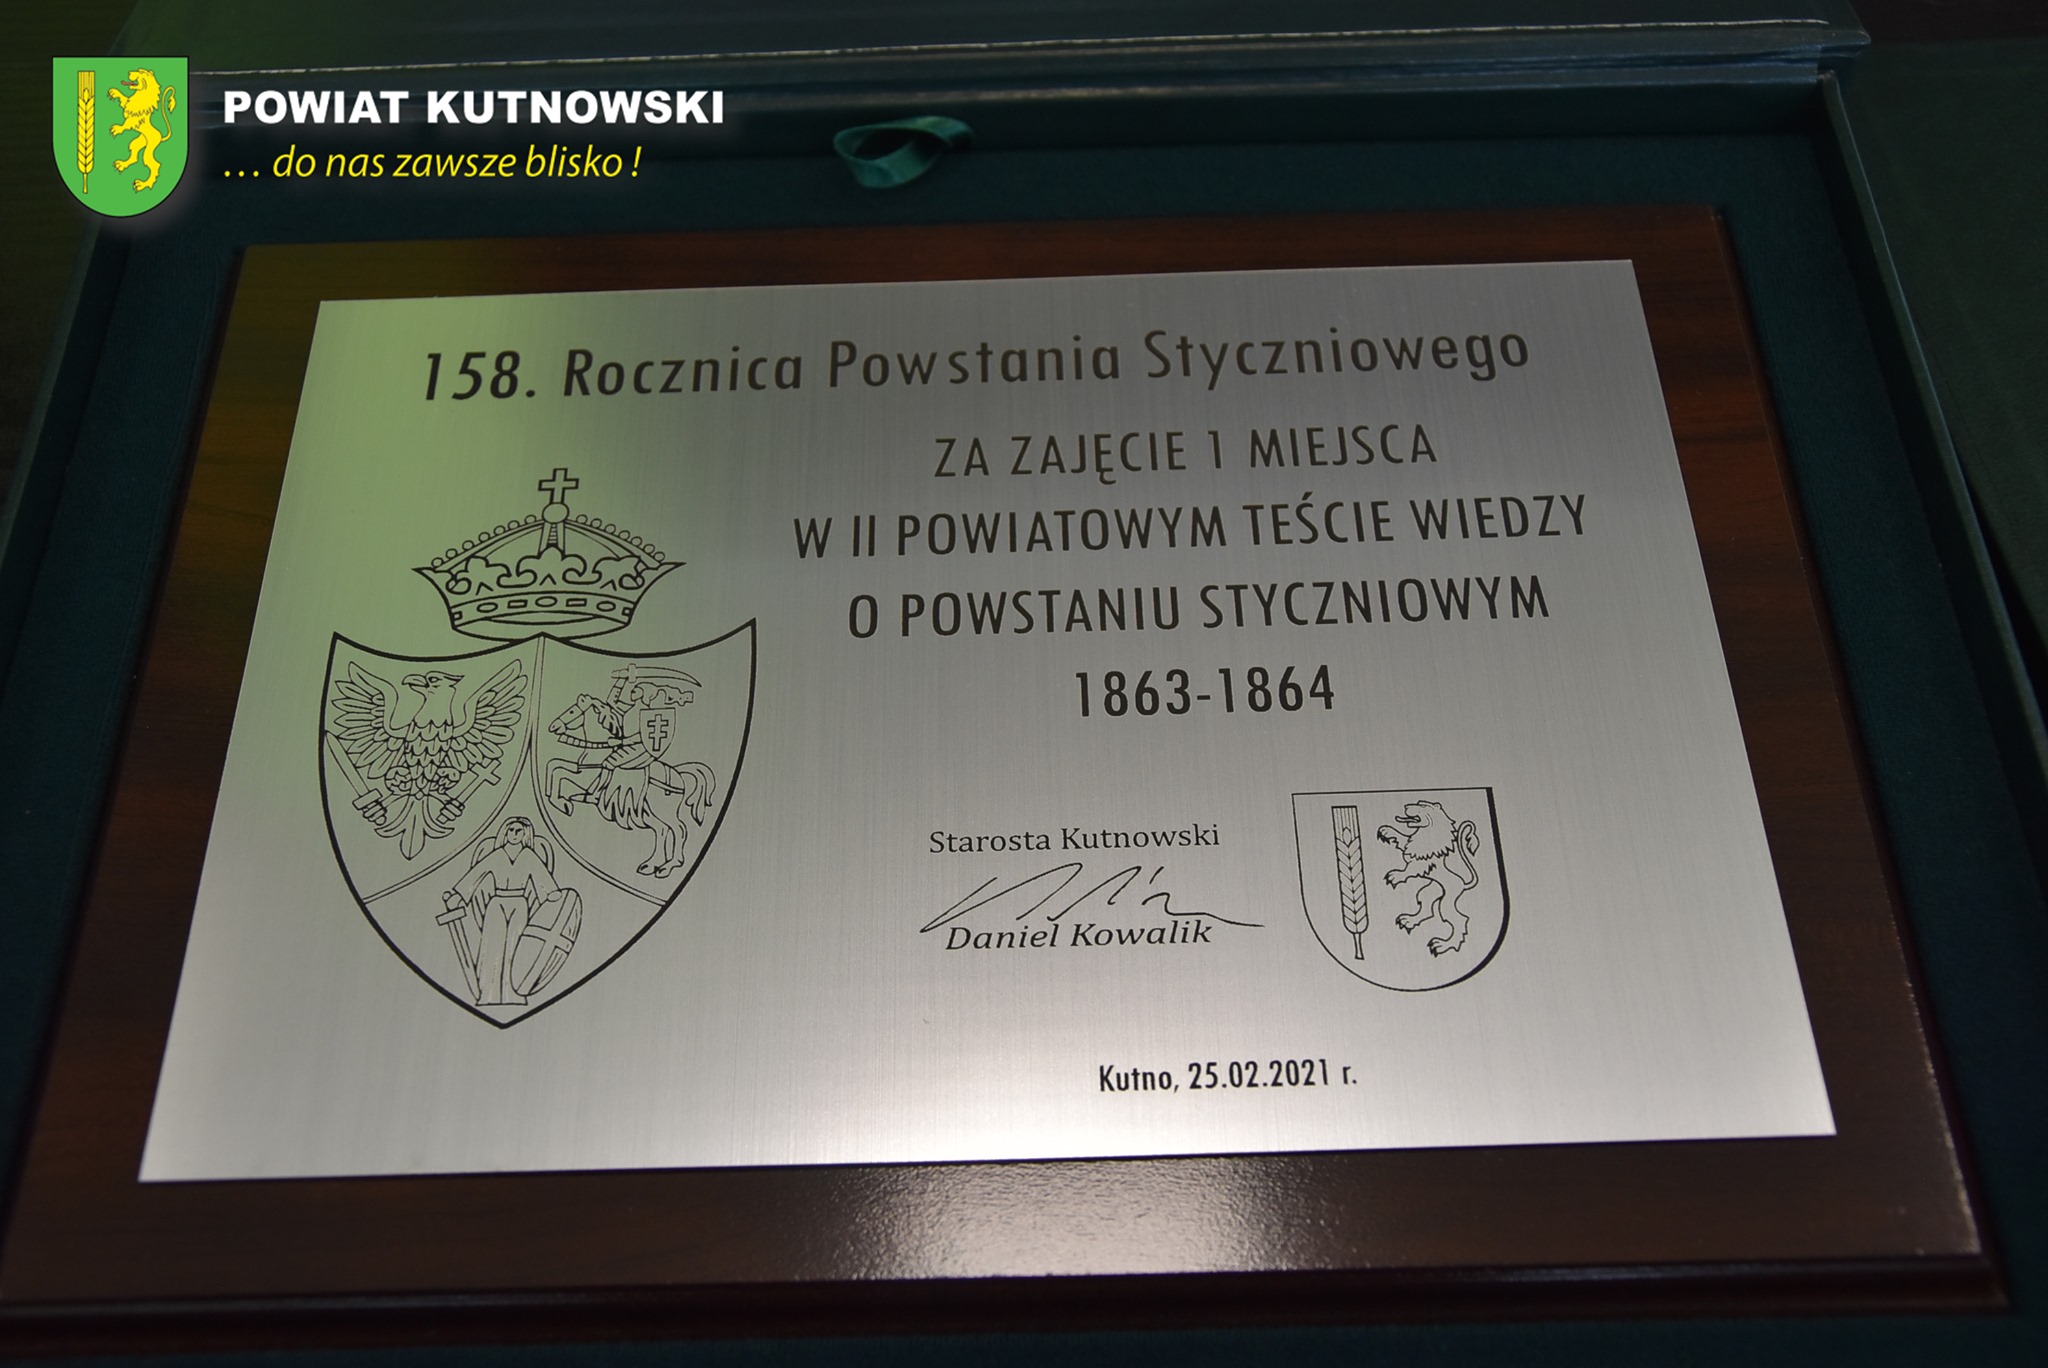 POWIAT KUTNOWSKI
... do nas zawsze blisko !
158. Rocznica Powstania Styczniowego
ZA ZAJĘCIE 1 MIEJSCA
W II POWIATOWYM TEŚCIE WIEDZY
O POWSTANIU STYCZNIOWYM
1863-1864
Starosta Kutnowski
Daniel Kowalik
Kutno, 25.02.2021 r.